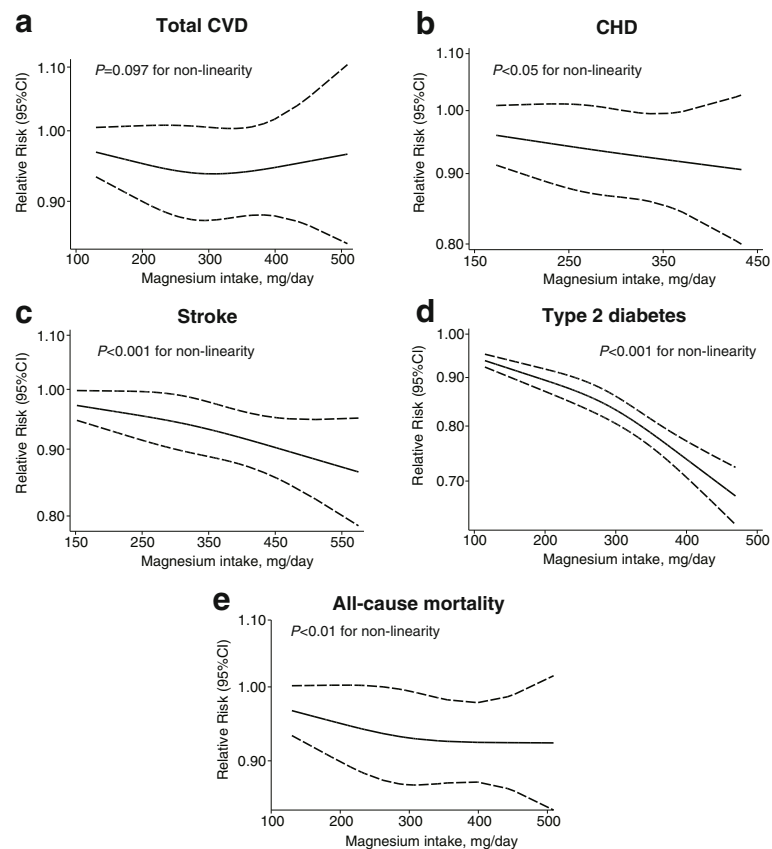 a
Total CVD
P=0.097 for non-linearity
Relative Risk (95%CI)
1.10
1.00
0.90
100 200 300 400 500
Magnesium intake, mg/day
b
CHD
P<0.05 for non-linearity
Relative Risk (95%CI)
1.10
1.00
0.90
0.80
150 250 350 450
Magnesium intake, mg/day
c
Stroke
P<0.001 for non-linearity
Relative Risk (95%CI)
1.10
1.00
0.90
0.80
150 250 350 450 550
Magnesium intake, mg/day
d
Type 2 diabetes
P<0.001 for non-linearity
Relative Risk (95%CI)
1.00
0.90
0.80
0.70
100 200 300 400 500
Magnesium intake, mg/day
e
All-cause mortality
P<0.01 for non-linearity
Relative Risk (95%CI)
1.10
1.00
0.90
100 200 300 400 500
Magnesium intake, mg/day